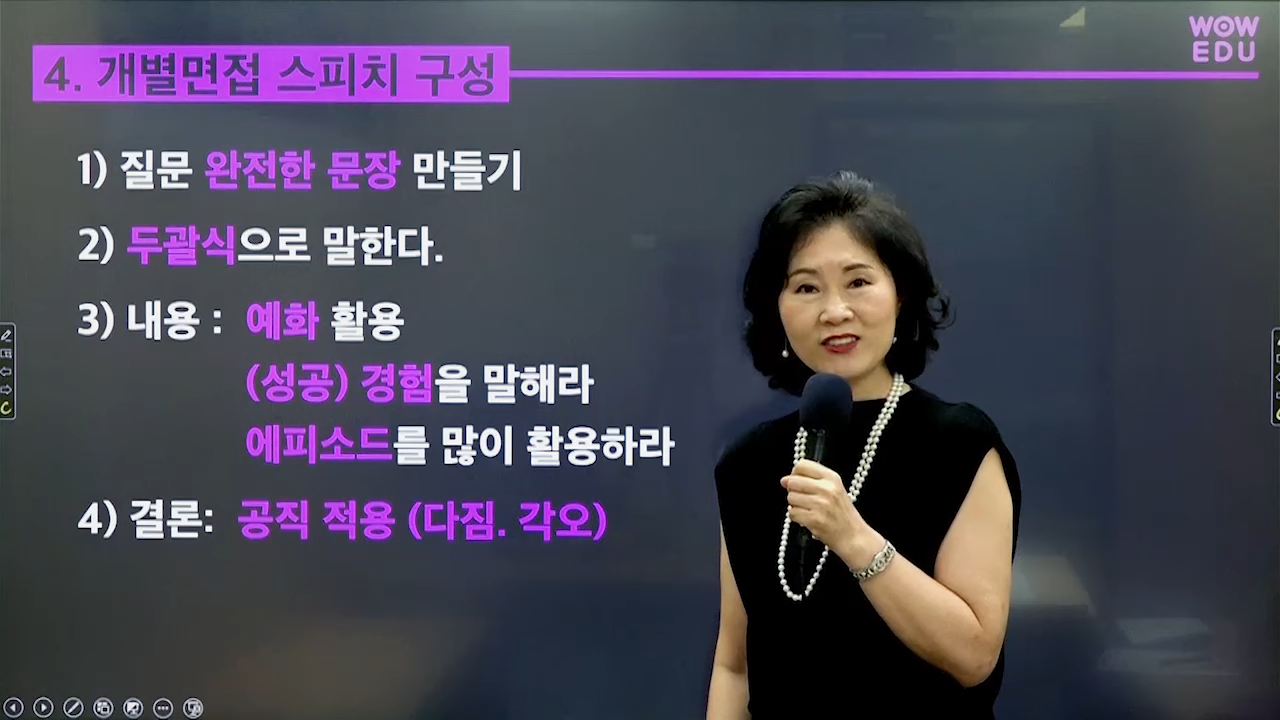 WOW
EDU
4. 개별면접 스피치 구성
1) 질문 완전한 문장 만들기
2) 두괄식으로 말한다.
3) 내용 : 예화 활용
(성공) 경험을 말해라
에피소드를 많이 활용하라
4) 결론: 공직 적용 (다짐. 각오)